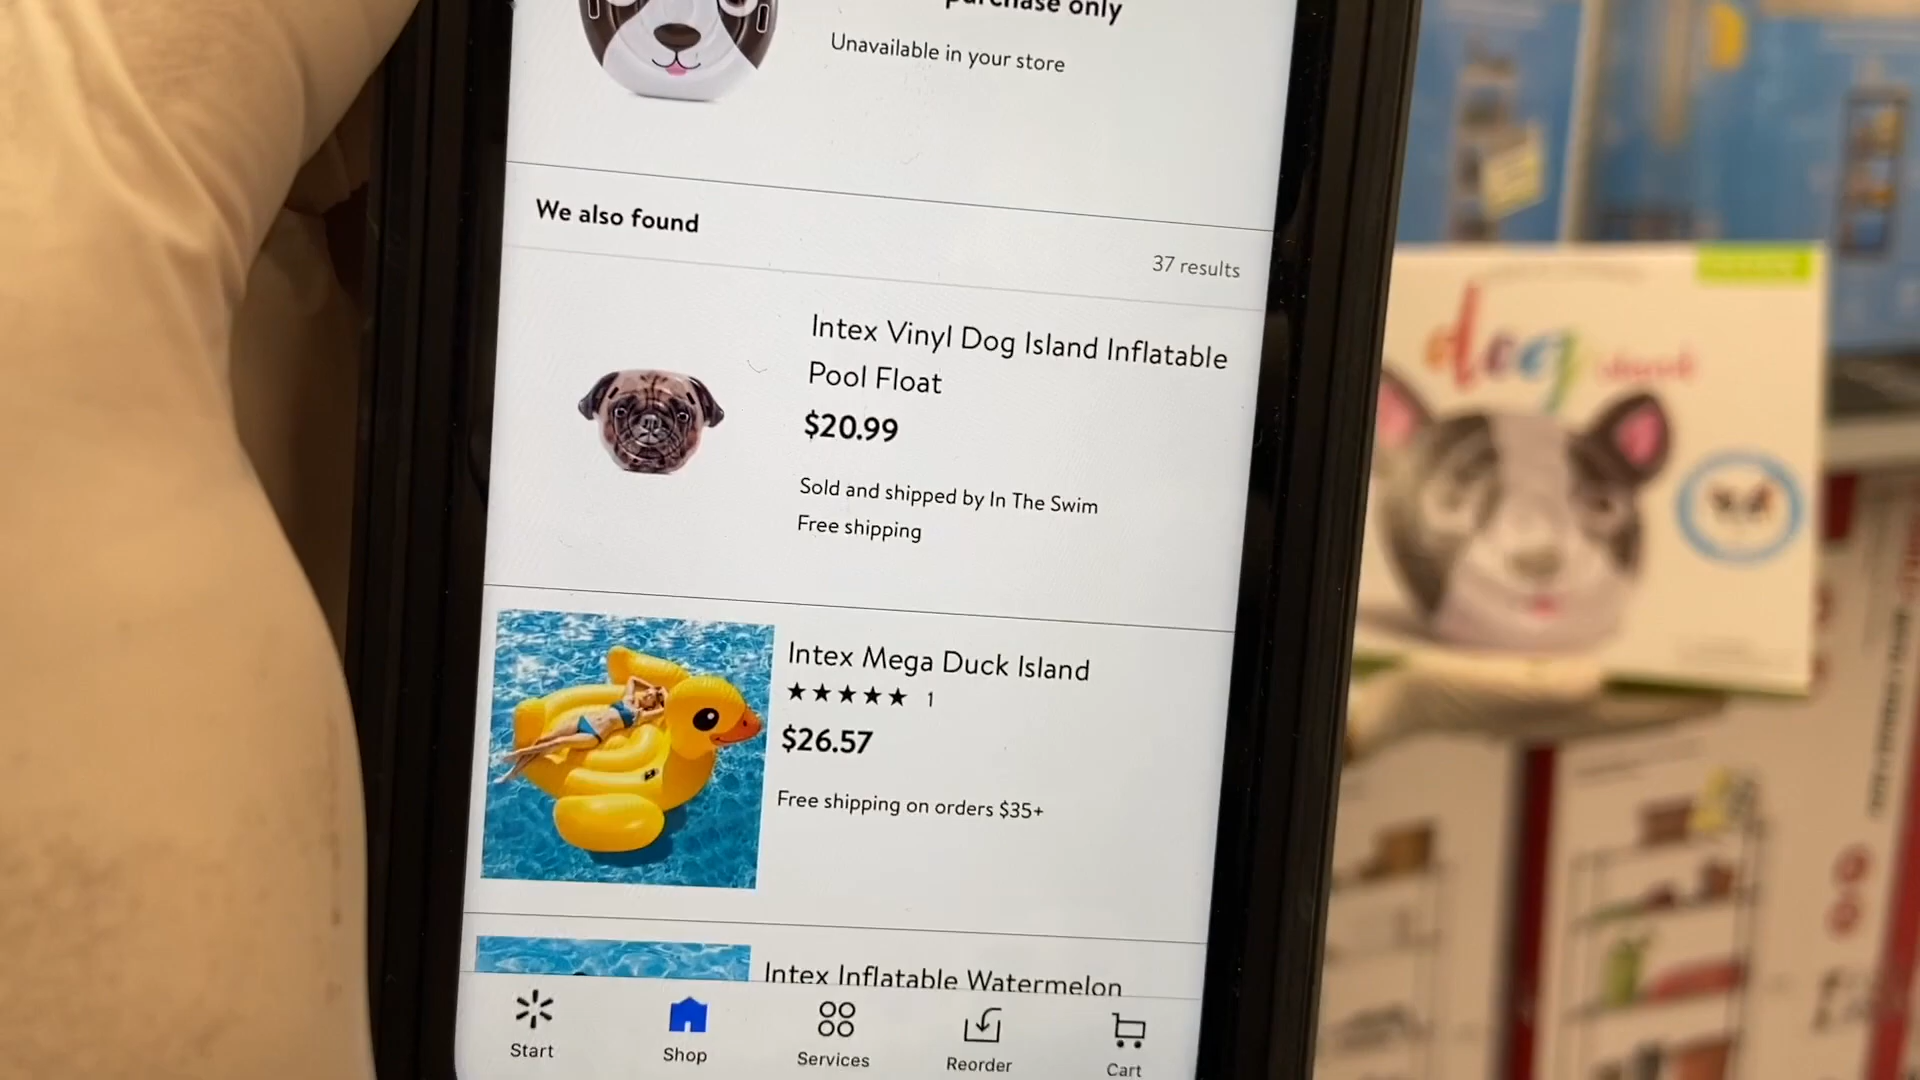 purchase only
Unavailable in your store
We also found
37 results
Intex Vinyl Dog Island Inflatable
Pool Float
$20.99
Sold and shipped by In The Swim
Free shipping
Intex Mega Duck Island
★★★★★ 1
$26.57
Free shipping on orders $35+
Intex Inflatable Watermelon
Start
Shop
Services
Reorder
Cart
dog